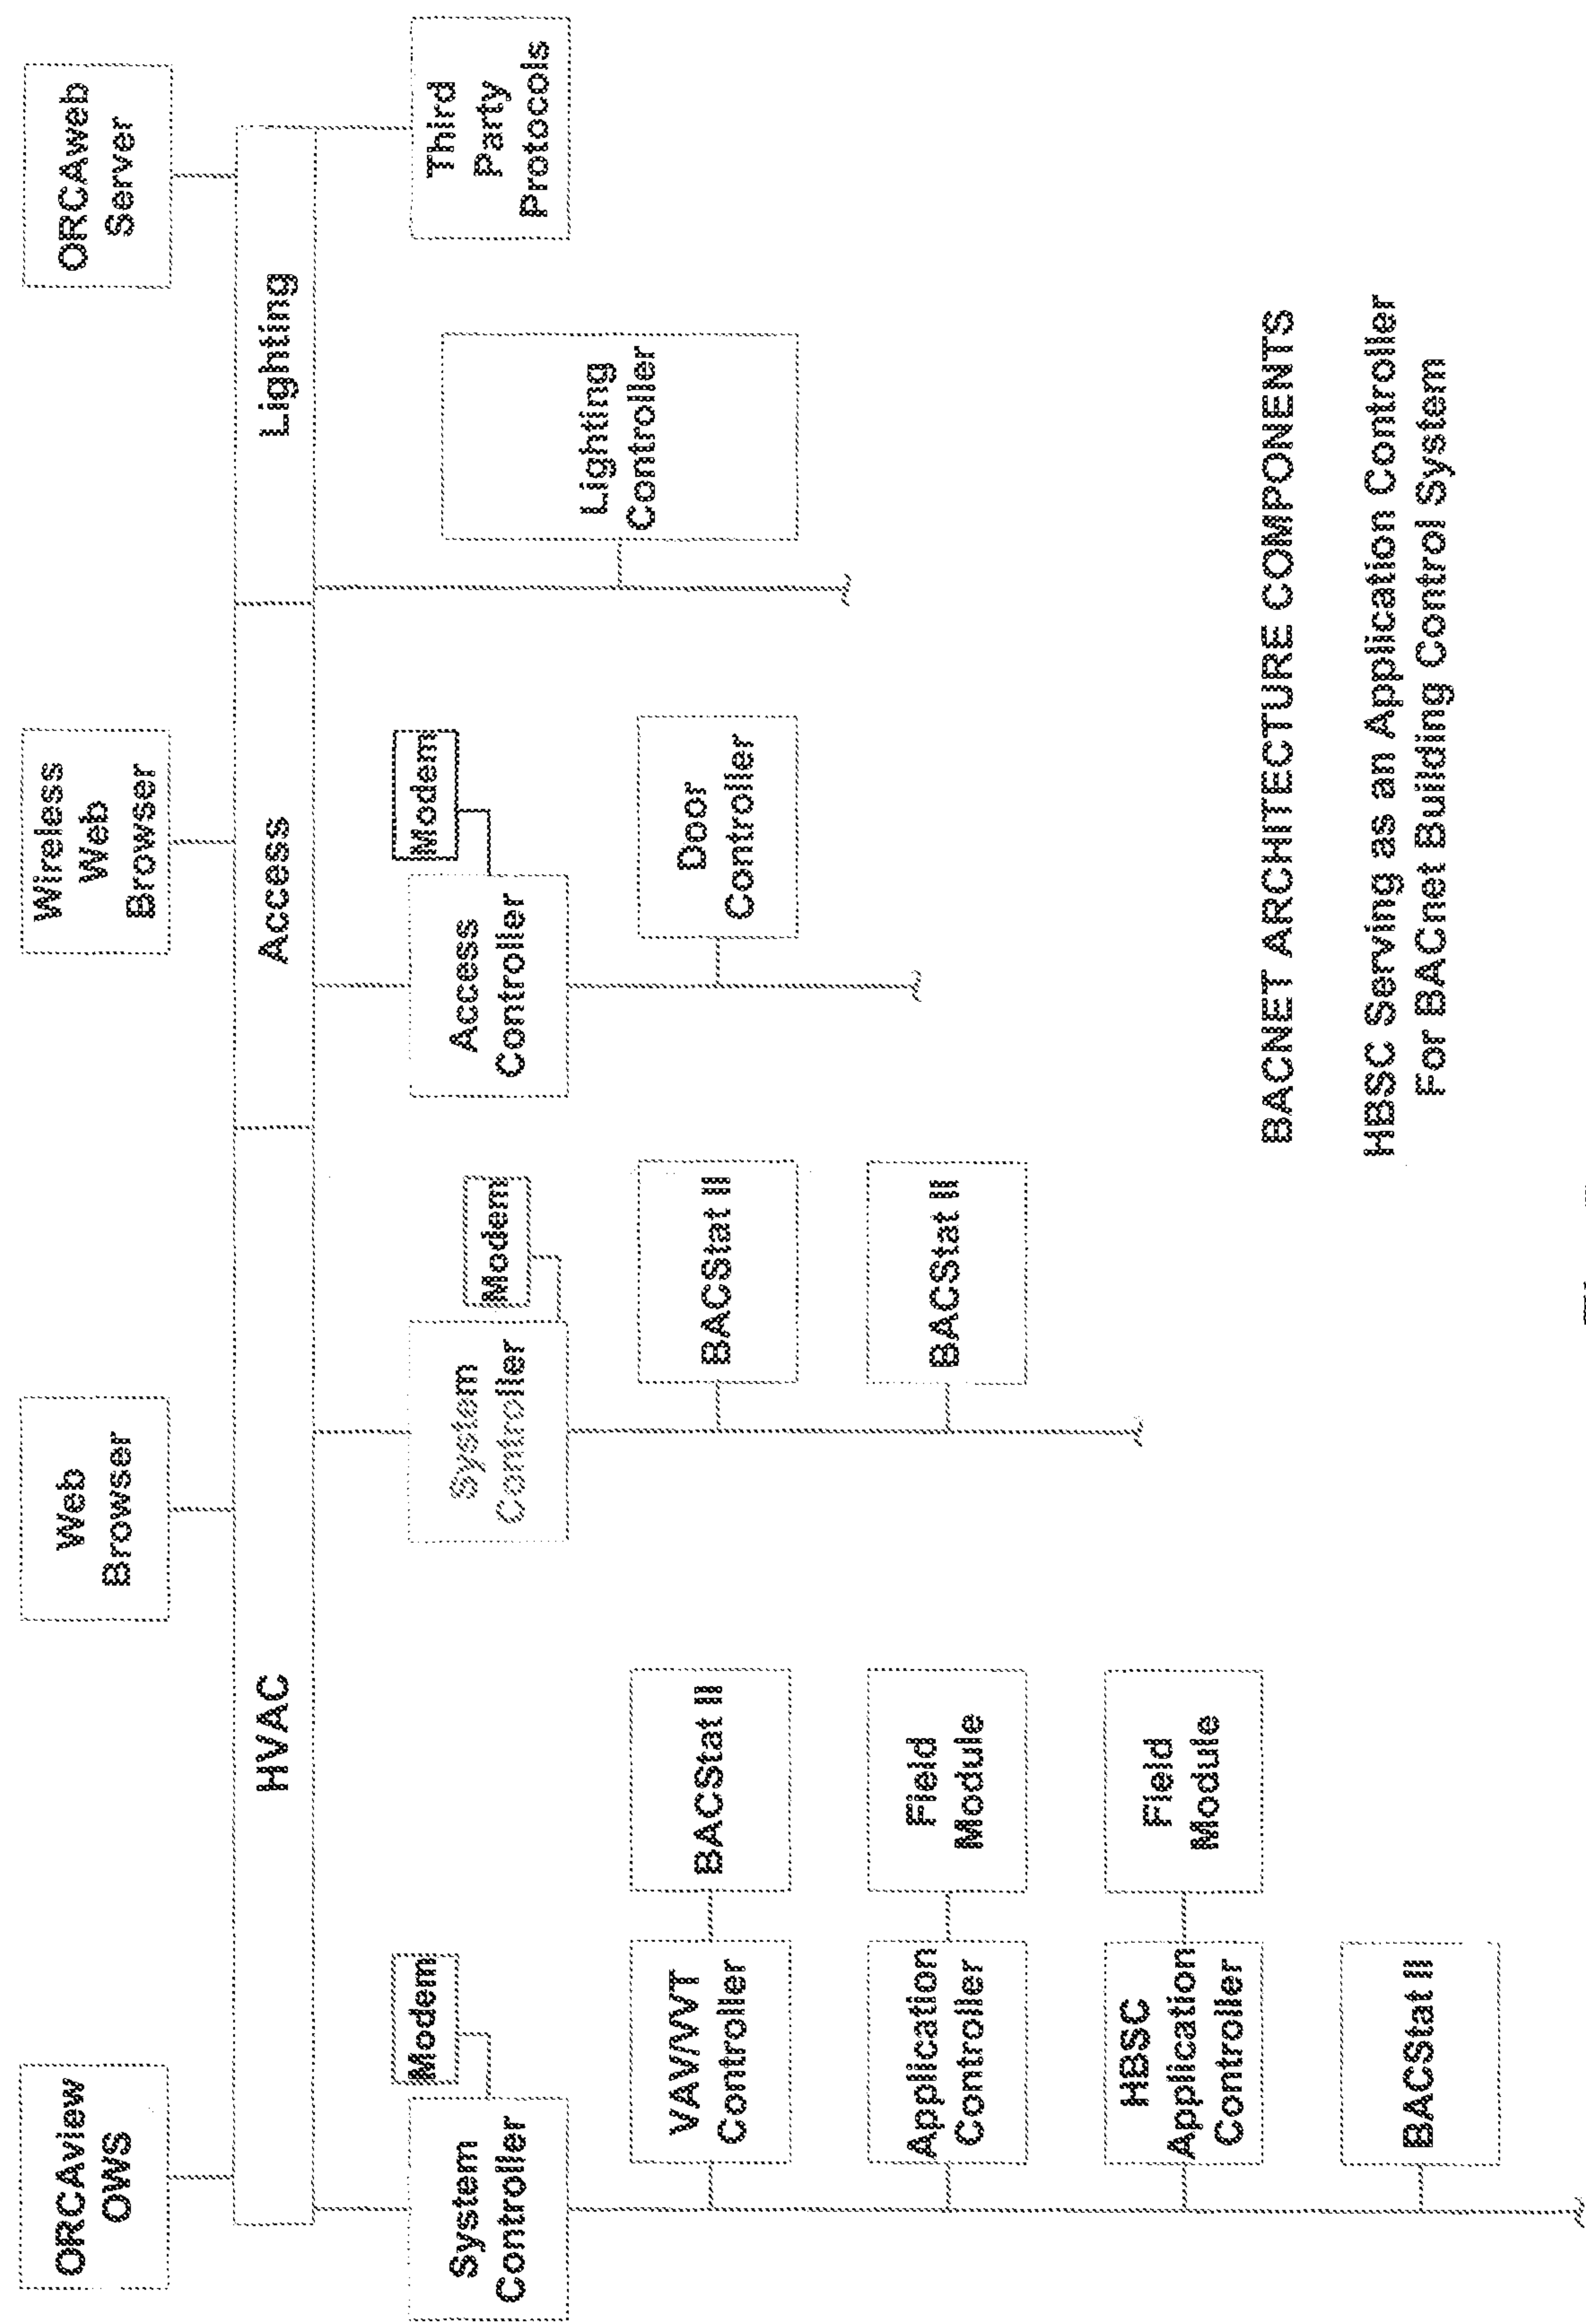 ORCAview
OWS
Web
Browser
Wireless
Web
Browser
ORCAweb
Server
HVAC
Access
Lighting
System
Controller
Modem
System
Controller
Modem
Access
Controller
Modem
Third
Party
Protocols
VAV/VVT
Controller
BACStat II
BACStat II
Door
Controller
Lighting
Controller
Application
Controller
Field
Module
BACStat II
HBSC
Application
Controller
Field
Module
BACStat II
BACNET ARCHITECTURE COMPONENTS
HBSC Serving as an Application Controller
For BACnet Building Control System